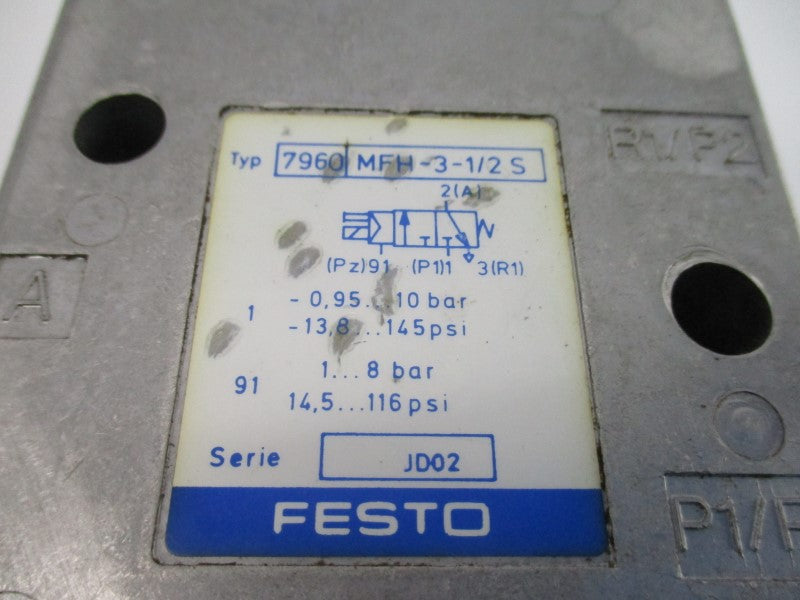 Typ 7960 MFH-3-1/2 S
2(A)
(Pz)91 (P1)1 3(R1)
1 -0,95...10 bar
-13,8...145psi
91 1...8 bar
14,5...116 psi
Serie JD02
FESTO
R1/P2
A
P1/